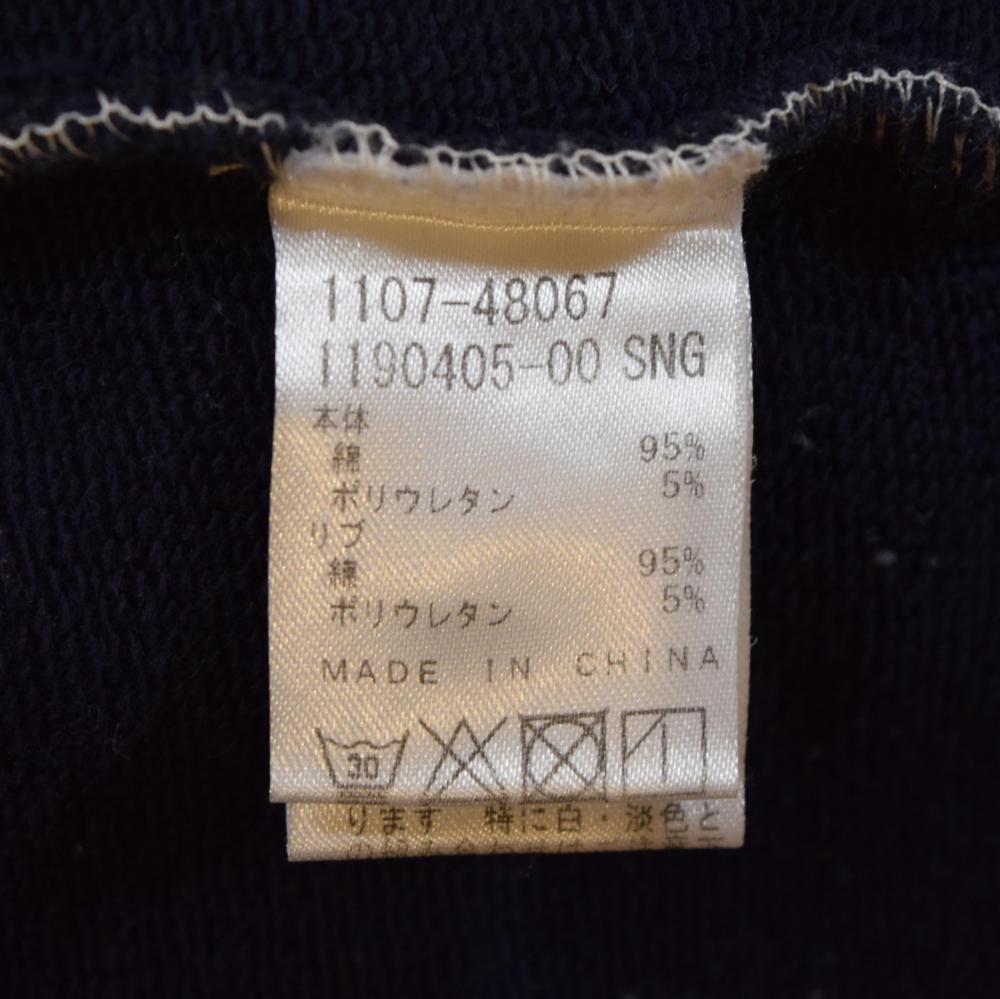 1107-48067
1190405-00 SNG
本体
綿 95%
ポリウレタン 5%
リブ
綿 95%
ポリウレタン 5%
MADE IN CHINA
30
ります 特に白・淡色と